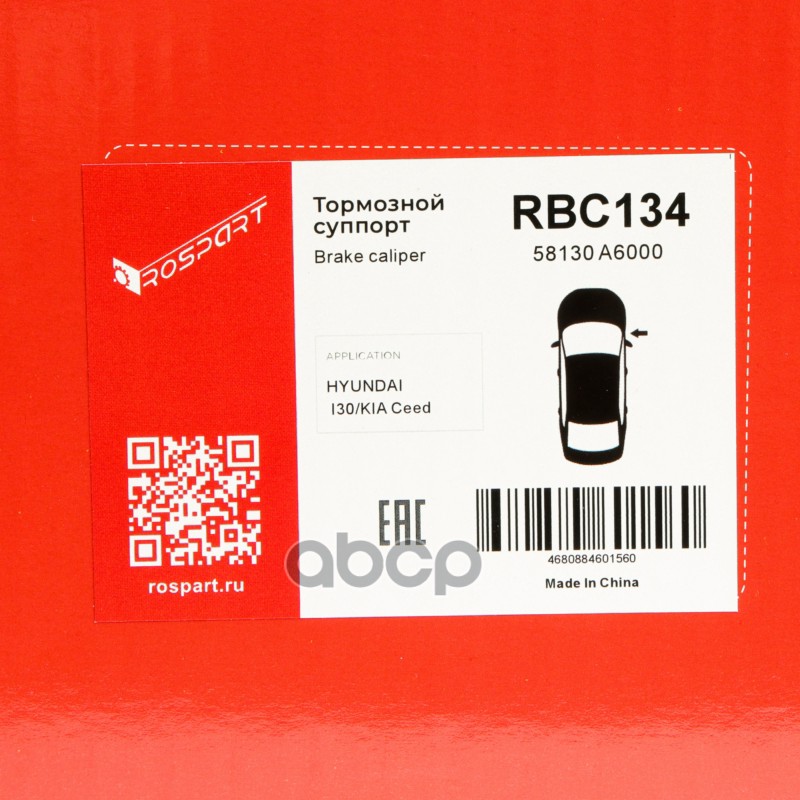 ROSPART
Тормозной
суппорт
Brake caliper
RBC134
58130 A6000
APPLICATION
HYUNDAI
I30/KIA Ceed
EAC
abcp
4680884601560
Made In China
rospart.ru